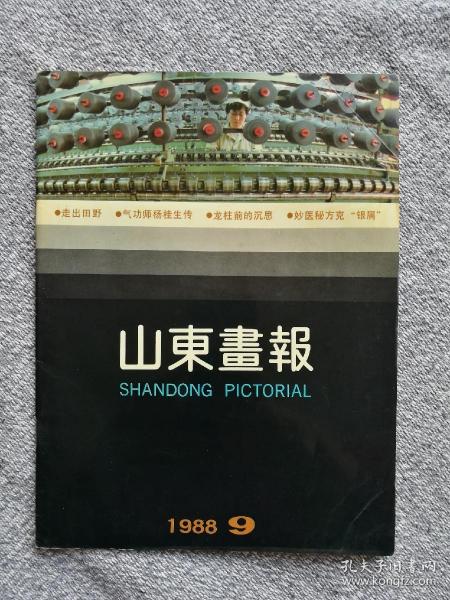 ●走出田野 ●气功师杨桂生传 ●龙柱前的沉思 ●妙医秘方克“银屑”
山東畫報
SHANDONG PICTORIAL
1988 9
孔夫子旧书网
www.kongfz.com